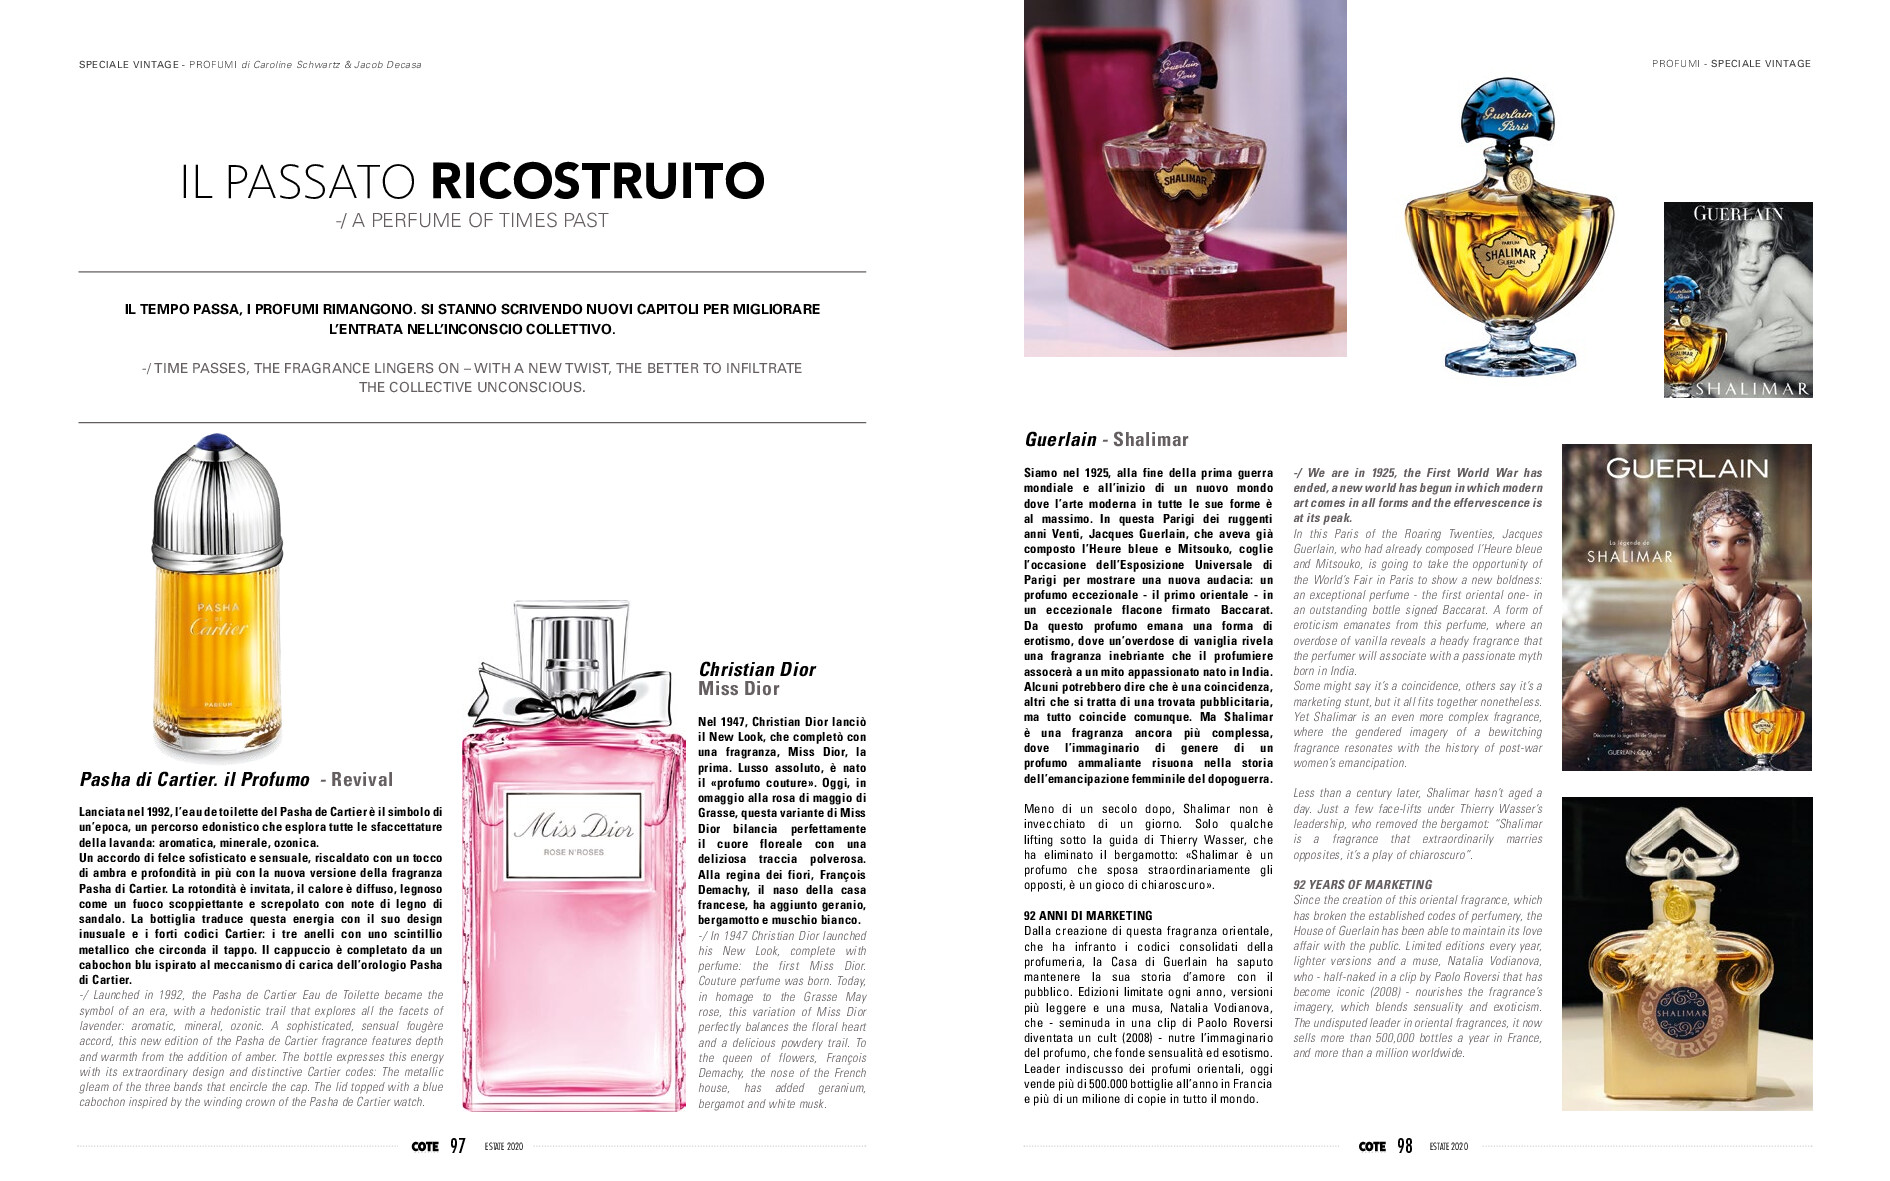 SPECIALE VINTAGE - PROFUMI di Caroline Schwartz & Jacob Decasa
IL PASSATO RICOSTRUITO
-/ A PERFUME OF TIMES PAST
IL TEMPO PASSA, I PROFUMI RIMANGONO. SI STANNO SCRIVENDO NUOVI CAPITOLI PER MIGLIORARE
L'ENTRATA NELL'INCONSCIO COLLETTIVO.
-/ TIME PASSES, THE FRAGRANCE LINGERS ON – WITH A NEW TWIST, THE BETTER TO INFILTRATE
THE COLLECTIVE UNCONSCIOUS.
PASHA
DE
Cartier
PARFUM
Pasha di Cartier. il Profumo - Revival
Lanciata nel 1992, l'eau de toilette del Pasha de Cartier è il simbolo di
un'epoca, un percorso edonistico che esplora tutte le sfaccettature
della lavanda: aromatica, minerale, ozonica.
Un accordo di felce sofisticato e sensuale, riscaldato con un tocco
di ambra e profondità in più con la nuova versione della fragranza
Pasha di Cartier. La rotondità è invitata, il calore è diffuso, legnoso
come un fuoco scoppiettante e screpolato con note di legno di
sandalo. La bottiglia traduce questa energia con il suo design
inusuale e i forti codici Cartier: i tre anelli con uno scintillio
metallico che circonda il tappo. Il cappuccio è completato da un
cabochon blu ispirato al meccanismo di carica dell'orologio Pasha
di Cartier.
-/ Launched in 1992, the Pasha de Cartier Eau de Toilette became the
symbol of an era, with a hedonistic trail that explores all the facets of
lavender: aromatic, mineral, ozonic. A sophisticated, sensual fougère
accord, this new edition of the Pasha de Cartier fragrance features depth
and warmth from the addition of amber. The bottle expresses this energy
with its extraordinary design and distinctive Cartier codes: The metallic
gleam of the three bands that encircle the cap. The lid topped with a blue
cabochon inspired by the winding crown of the Pasha de Cartier watch.
Miss Dior
ROSE N'ROSES
Christian Dior
Miss Dior
Nel 1947, Christian Dior lanciò
il New Look, che completò con
una fragranza, Miss Dior, la
prima. Lusso assoluto, è nato
il «profumo couture». Oggi, in
omaggio alla rosa di maggio di
Grasse, questa variante di Miss
Dior bilancia perfettamente
il cuore floreale con una
deliziosa traccia polverosa.
Alla regina dei fiori, François
Demachy, il naso della casa
francese, ha aggiunto geranio,
bergamotto e muschio bianco.
-/ In 1947 Christian Dior launched
his New Look, complete with
perfume: the first Miss Dior.
Couture perfume was born. Today,
in homage to the Grasse May
rose, this variation of Miss Dior
perfectly balances the floral heart
and a delicious powdery trail. To
the queen of flowers, François
Demachy, the nose of the French
house, has added geranium,
bergamot and white musk.
COTE 97 ESTATE 2020
PROFUMI - SPECIALE VINTAGE
Guerlain
Paris
SHALIMAR
Guerlain
Paris
PARFUM
SHALIMAR
GUERLAIN
GUERLAIN
SHALIMAR
SHALIMAR
Guerlain - Shalimar
Siamo nel 1925, alla fine della prima guerra
mondiale e all'inizio di un nuovo mondo
dove l'arte moderna in tutte le sue forme è
al massimo. In questa Parigi dei ruggenti
anni Venti, Jacques Guerlain, che aveva già
composto l'Heure bleue e Mitsouko, coglie
l'occasione dell'Esposizione Universale di
Parigi per mostrare una nuova audacia: un
profumo eccezionale - il primo orientale - in
un eccezionale flacone firmato Baccarat.
Da questo profumo emana una forma di
erotismo, dove un'overdose di vaniglia rivela
una fragranza inebriante che il profumiere
assocerà a un mito appassionato nato in India.
Alcuni potrebbero dire che è una coincidenza,
altri che si tratta di una trovata pubblicitaria,
ma tutto coincide comunque. Ma Shalimar
è una fragranza ancora più complessa,
dove l'immaginario di genere di un
profumo ammaliante risuona nella storia
dell'emancipazione femminile del dopoguerra.
Meno di un secolo dopo, Shalimar non è
invecchiato di un giorno. Solo qualche
lifting sotto la guida di Thierry Wasser, che
ha eliminato il bergamotto: «Shalimar è un
profumo che sposa straordinariamente gli
opposti, è un gioco di chiaroscuro».
92 ANNI DI MARKETING
Dalla creazione di questa fragranza orientale,
che ha infranto i codici consolidati della
profumeria, la Casa di Guerlain ha saputo
mantenere la sua storia d'amore con il
pubblico. Edizioni limitate ogni anno, versioni
più leggere e una musa, Natalia Vodianova,
che - seminuda in una clip di Paolo Roversi
diventata un cult (2008) - nutre l'immaginario
del profumo, che fonde sensualità ed esotismo.
Leader indiscusso dei profumi orientali, oggi
vende più di 500.000 bottiglie all'anno in Francia
e più di un milione di copie in tutto il mondo.
-/ We are in 1925, the First World War has
ended, a new world has begun in which modern
art comes in all forms and the effervescence is
at its peak.
In this Paris of the Roaring Twenties, Jacques
Guerlain, who had already composed l'Heure bleue
and Mitsouko, is going to take the opportunity of
the World's Fair in Paris to show a new boldness:
an exceptional perfume - the first oriental one- in
an outstanding bottle signed Baccarat. A form of
eroticism emanates from this perfume, where an
overdose of vanilla reveals a heady fragrance that
the perfumer will associate with a passionate myth
born in India.
Some might say it's a coincidence, others say it's a
marketing stunt, but it all fits together nonetheless.
Yet Shalimar is an even more complex fragrance,
where the gendered imagery of a bewitching
fragrance resonates with the history of post-war
women's emancipation.
Less than a century later, Shalimar hasn't aged a
day. Just a few face-lifts under Thierry Wasser's
leadership, who removed the bergamot: "Shalimar
is a fragrance that extraordinarily marries
opposites, it's a play of chiaroscuro".
92 YEARS OF MARKETING
Since the creation of this oriental fragrance, which
has broken the established codes of perfumery, the
House of Guerlain has been able to maintain its love
affair with the public. Limited editions every year,
lighter versions and a muse, Natalia Vodianova,
who - half-naked in a clip by Paolo Roversi that has
become iconic (2008) - nourishes the fragrance's
imagery, which blends sensuality and exoticism.
The undisputed leader in oriental fragrances, it now
sells more than 500,000 bottles a year in France,
and more than a million worldwide.
GUERLAIN
La légende de
SHALIMAR
Découvrez la légende de Shalimar
sur
GUERLAIN.COM
SHALIMAR
SHALIMAR
PARIS
COTE 98 ESTATE 2020